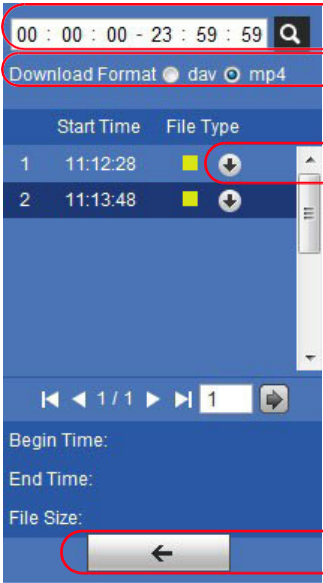 00 : 00 : 00 - 23 : 59 : 59
Download Format dav mp4
Start Time File Type
1 11:12:28
2 11:13:48
1 / 1 1
Begin Time:
End Time:
File Size: